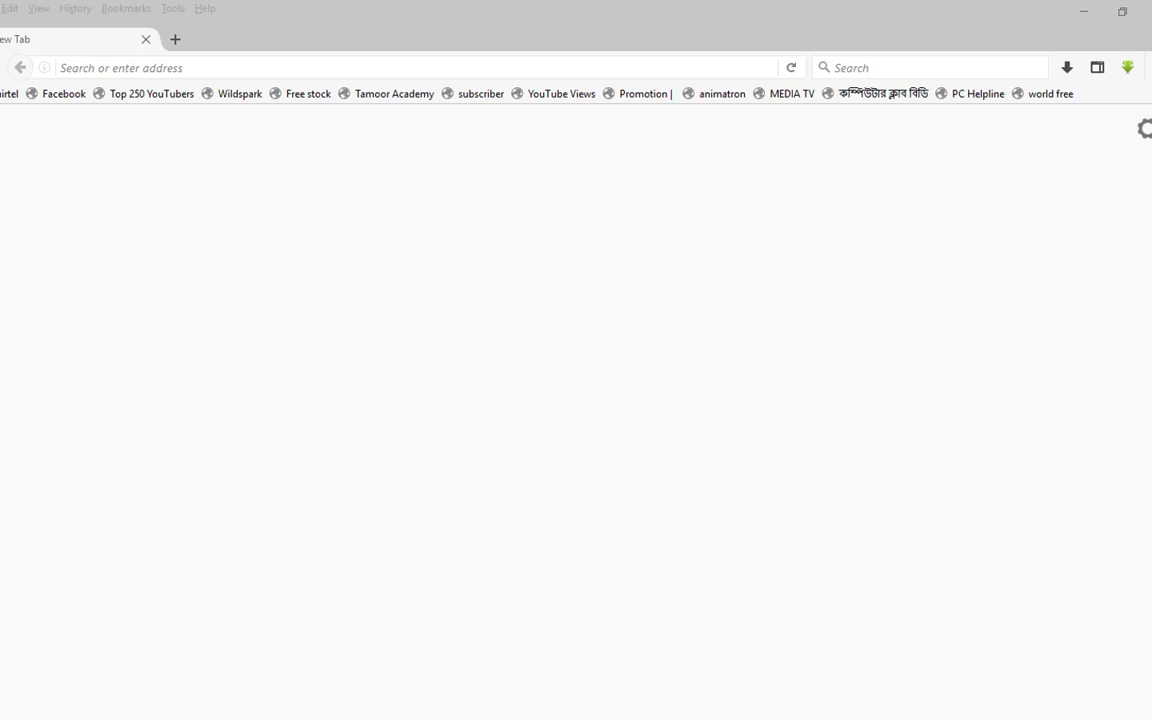 Edit View History Bookmarks Tools Help
ew Tab
Search or enter address Search
irtel Facebook Top 250 YouTubers Wildspark Free stock Tamoor Academy subscriber YouTube Views Promotion | animatron MEDIA TV কম্পিউটার ক্লাব বিডি PC Helpline world free